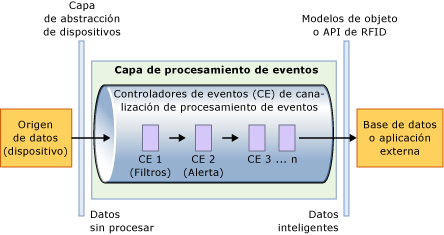 Capa
de abstracción
de dispositivos
Modelos de objeto
o API de RFID
Capa de procesamiento de eventos
Controladores de eventos (CE) de cana-
lización de procesamiento de eventos
Origen
de datos
(dispositivo)
CE 1
(Filtros)
CE 2
(Alerta)
CE 3 ... n
Base de datos
o aplicación
externa
Datos
sin procesar
Datos
inteligentes